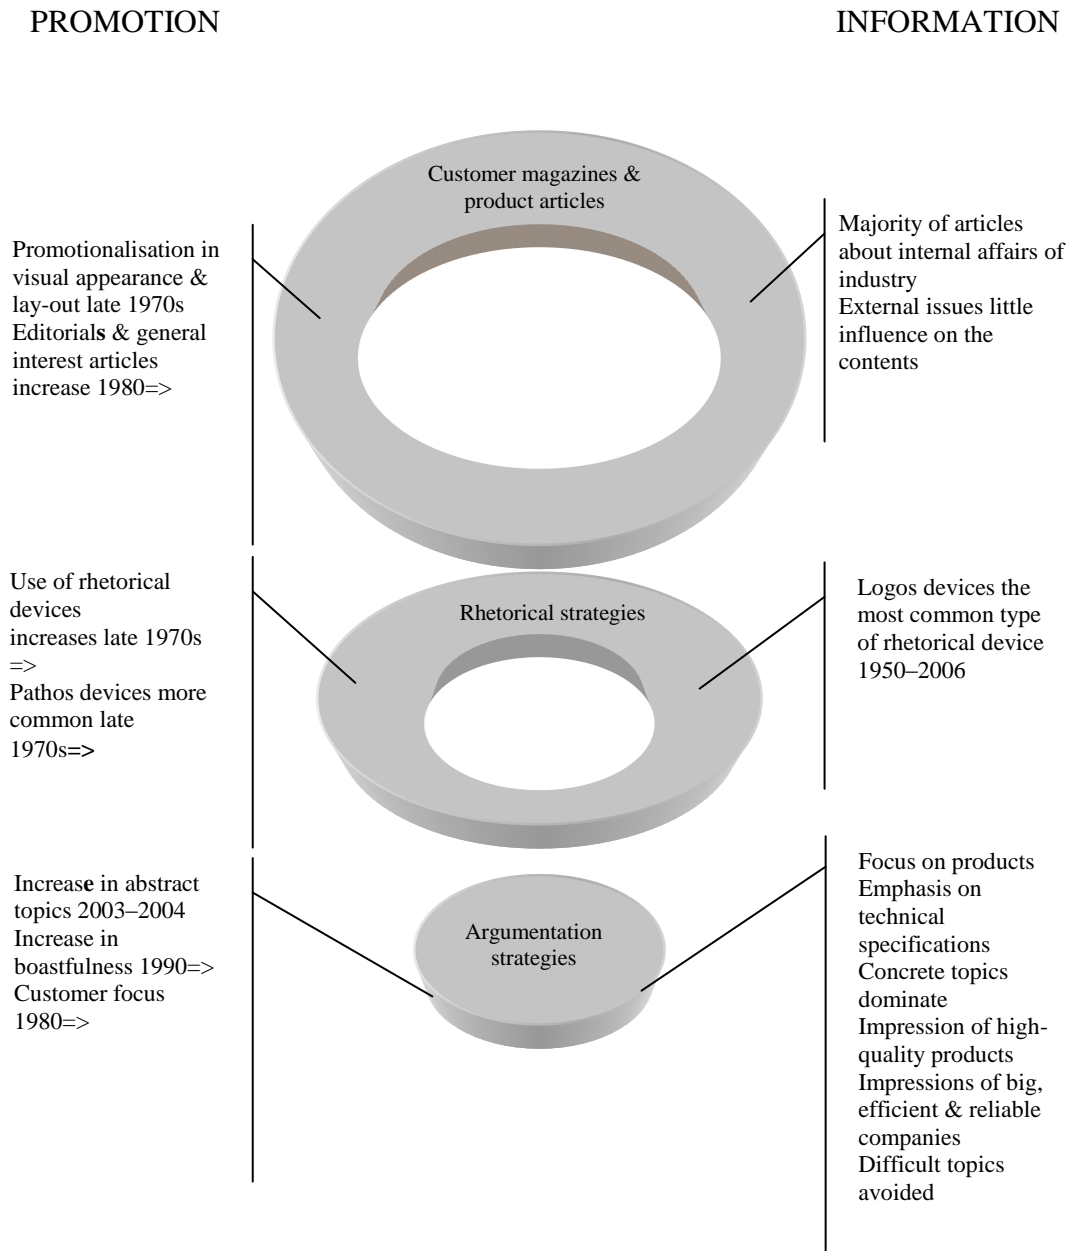 PROMOTION
INFORMATION
Customer magazines &
product articles
Promotionalisation in
visual appearance &
lay-out late 1970s
Editorials & general
interest articles
increase 1980=>
Majority of articles
about internal affairs of
industry
External issues little
influence on the
contents
Rhetorical strategies
Use of rhetorical
devices
increases late 1970s
=>
Pathos devices more
common late
1970s=>
Logos devices the
most common type
of rhetorical device
1950–2006
Argumentation
strategies
Increase in abstract
topics 2003–2004
Increase in
boastfulness 1990=>
Customer focus
1980=>
Focus on products
Emphasis on
technical
specifications
Concrete topics
dominate
Impression of high-
quality products
Impressions of big,
efficient & reliable
companies
Difficult topics
avoided